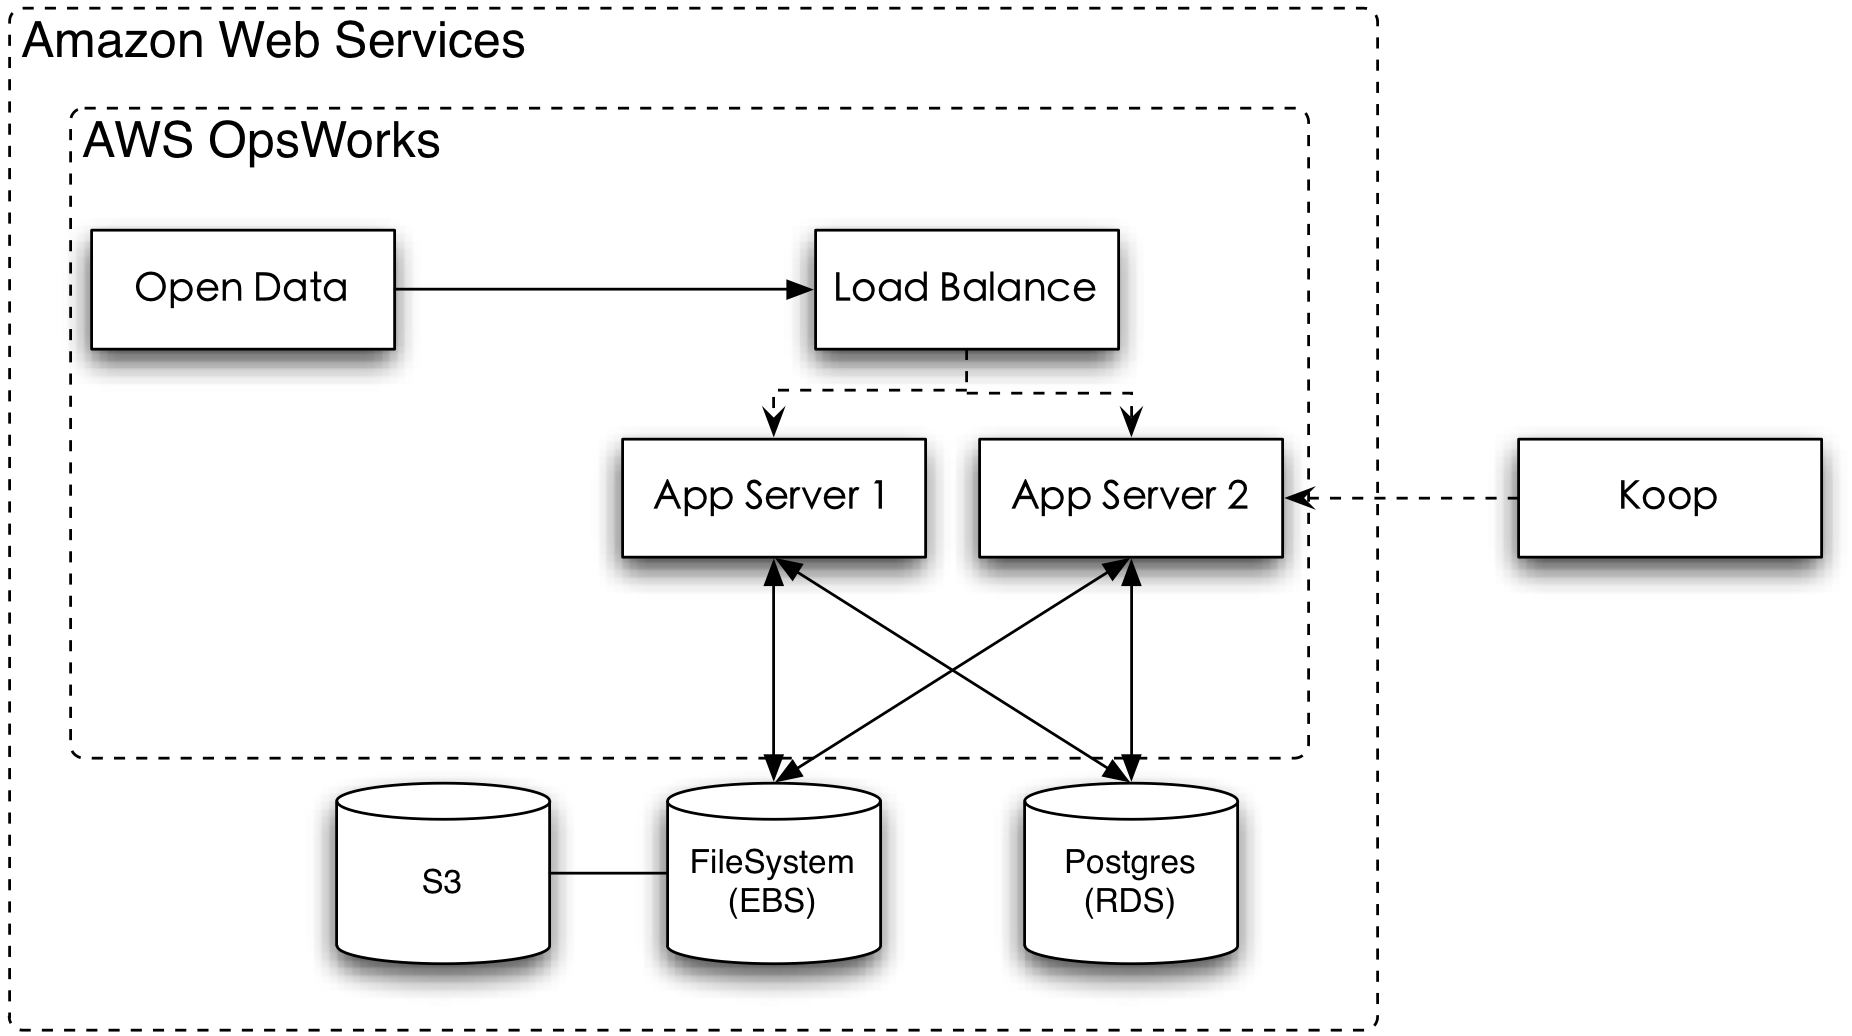 Amazon Web Services
AWS OpsWorks
Open Data
Load Balance
App Server 1
App Server 2
Koop
S3
FileSystem
(EBS)
Postgres
(RDS)